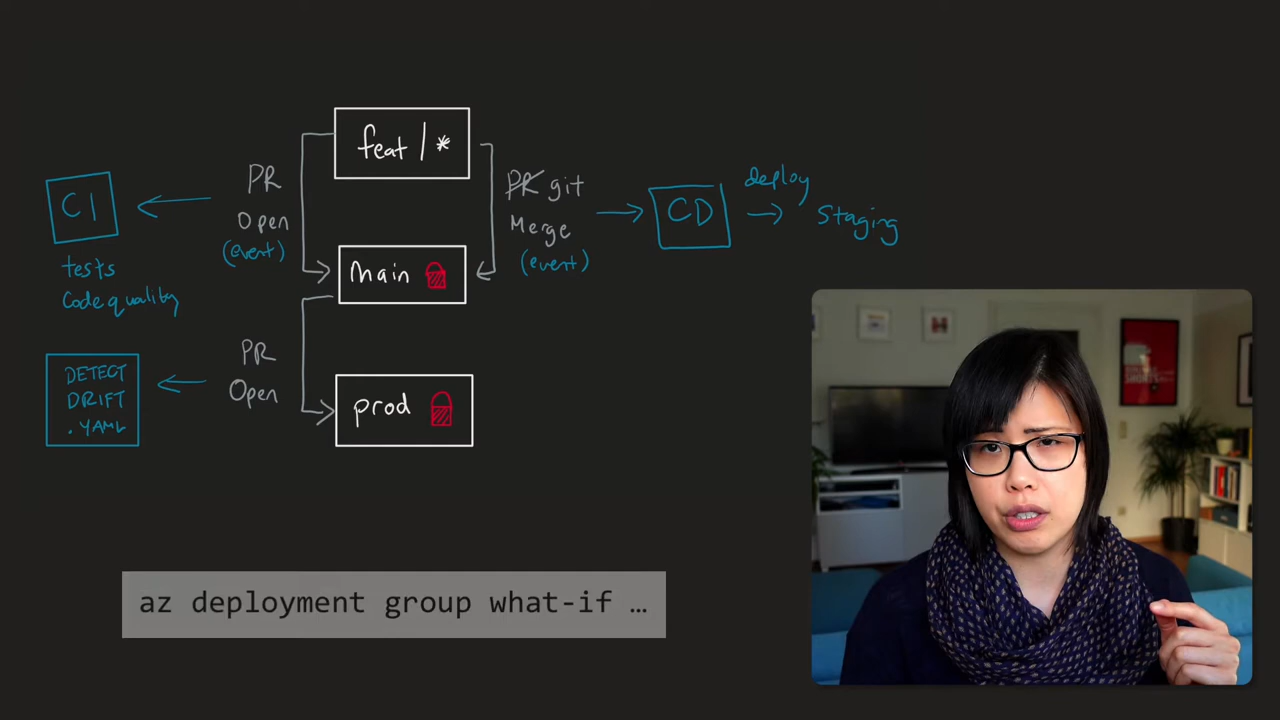 feat/*
PR
Open
(event)
CI
tests
Code quality
PR git
Merge
(event)
CD
deploy
Staging
main
PR
Open
DETECT
DRIFT
.YAML
prod
az deployment group what-if …